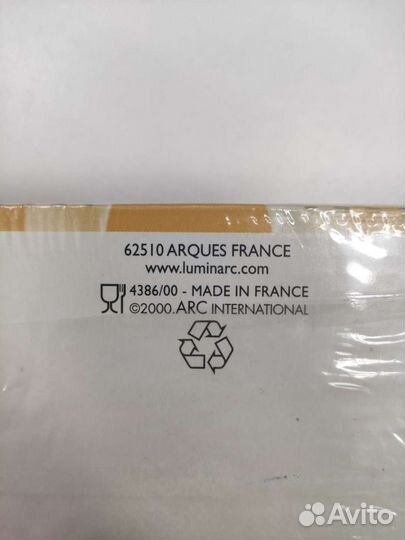 62510 ARQUES FRANCE
www.luminarc.com
4386/00 - MADE IN FRANCE
©2000.ARC INTERNATIONAL
Avito